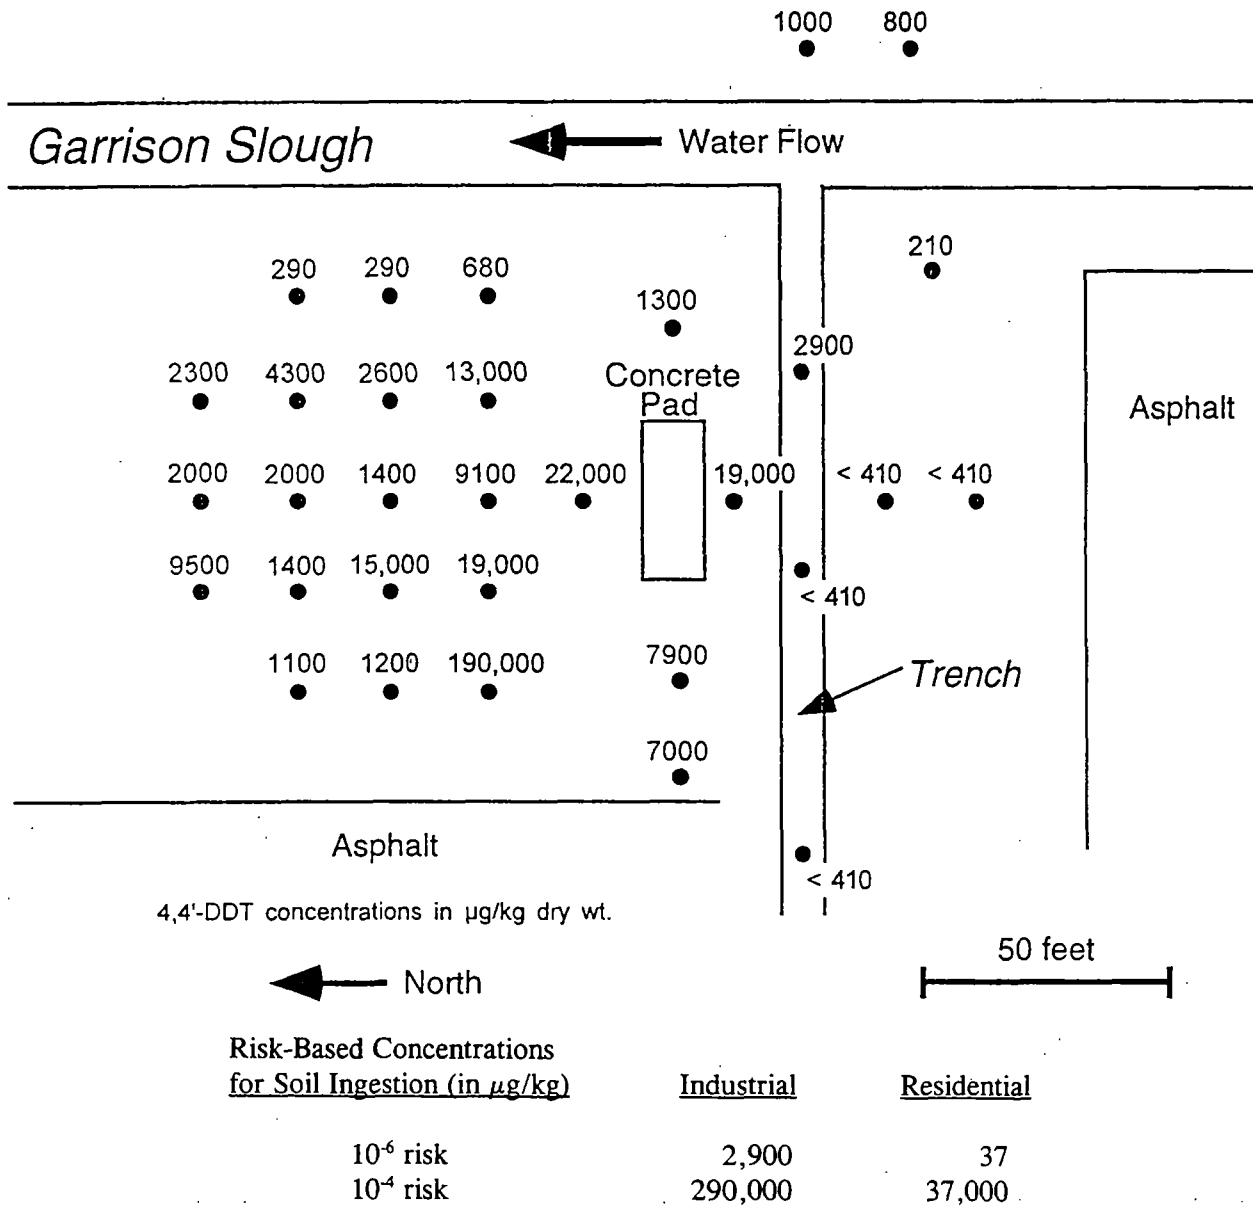 1000 800
Garrison Slough Water Flow
210
290 290 680
1300
2900
2300 4300 2600 13,000 Concrete
Pad
Asphalt
2000 2000 1400 9100 22,000 19,000 < 410 < 410
9500 1400 15,000 19,000
< 410
1100 1200 190,000 7900
Trench
7000
Asphalt
< 410
4,4'-DDT concentrations in µg/kg dry wt.
50 feet
North
Risk-Based Concentrations
for Soil Ingestion (in µg/kg) Industrial Residential
10⁻⁶ risk 2,900 37
10⁻⁴ risk 290,000 37,000